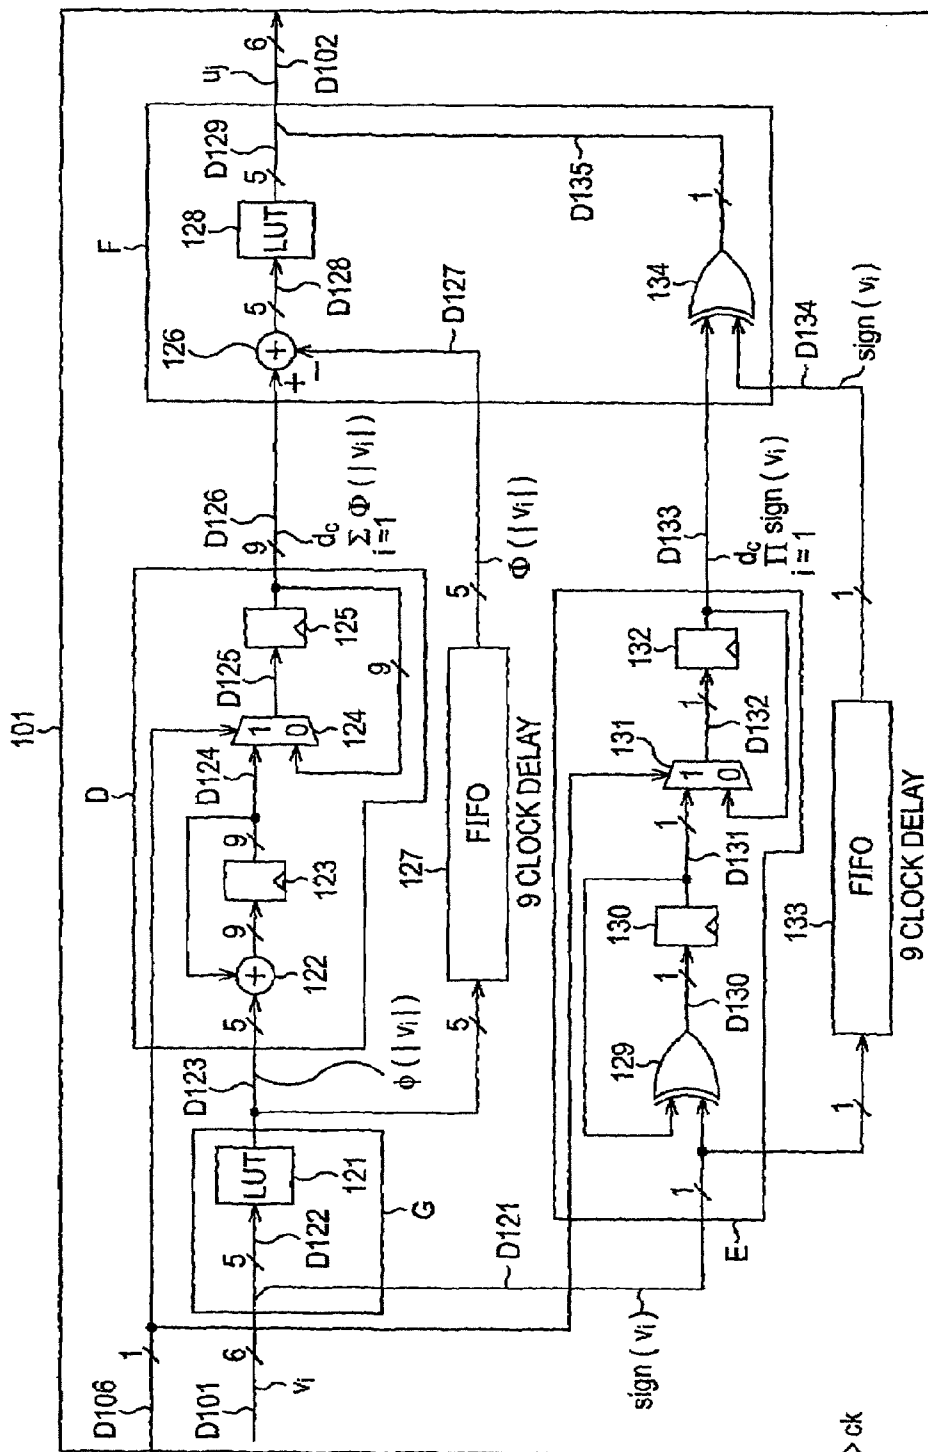 101
D106
1
D101
6
vi
5
D122
LUT
121
G
D123
φ ( | vi | )
D
5
122
9
123
9
D124
1
0
124
D125
125
9
D126
9
dc
Σ Φ ( | vi | )
i = 1
F
126
+
+
−
5
D128
128
LUT
5
D129
uj
6
D102
5
127
FIFO
9 CLOCK DELAY
5
Φ ( | vi | )
D127
D135
D121
sign ( vi )
E
1
129
1
D130
130
1
D131
131
1
0
1
D132
132
D133
dc
Π sign ( vi )
i = 1
134
1
1
133
FIFO
9 CLOCK DELAY
1
D134
sign ( vi )
ck
+